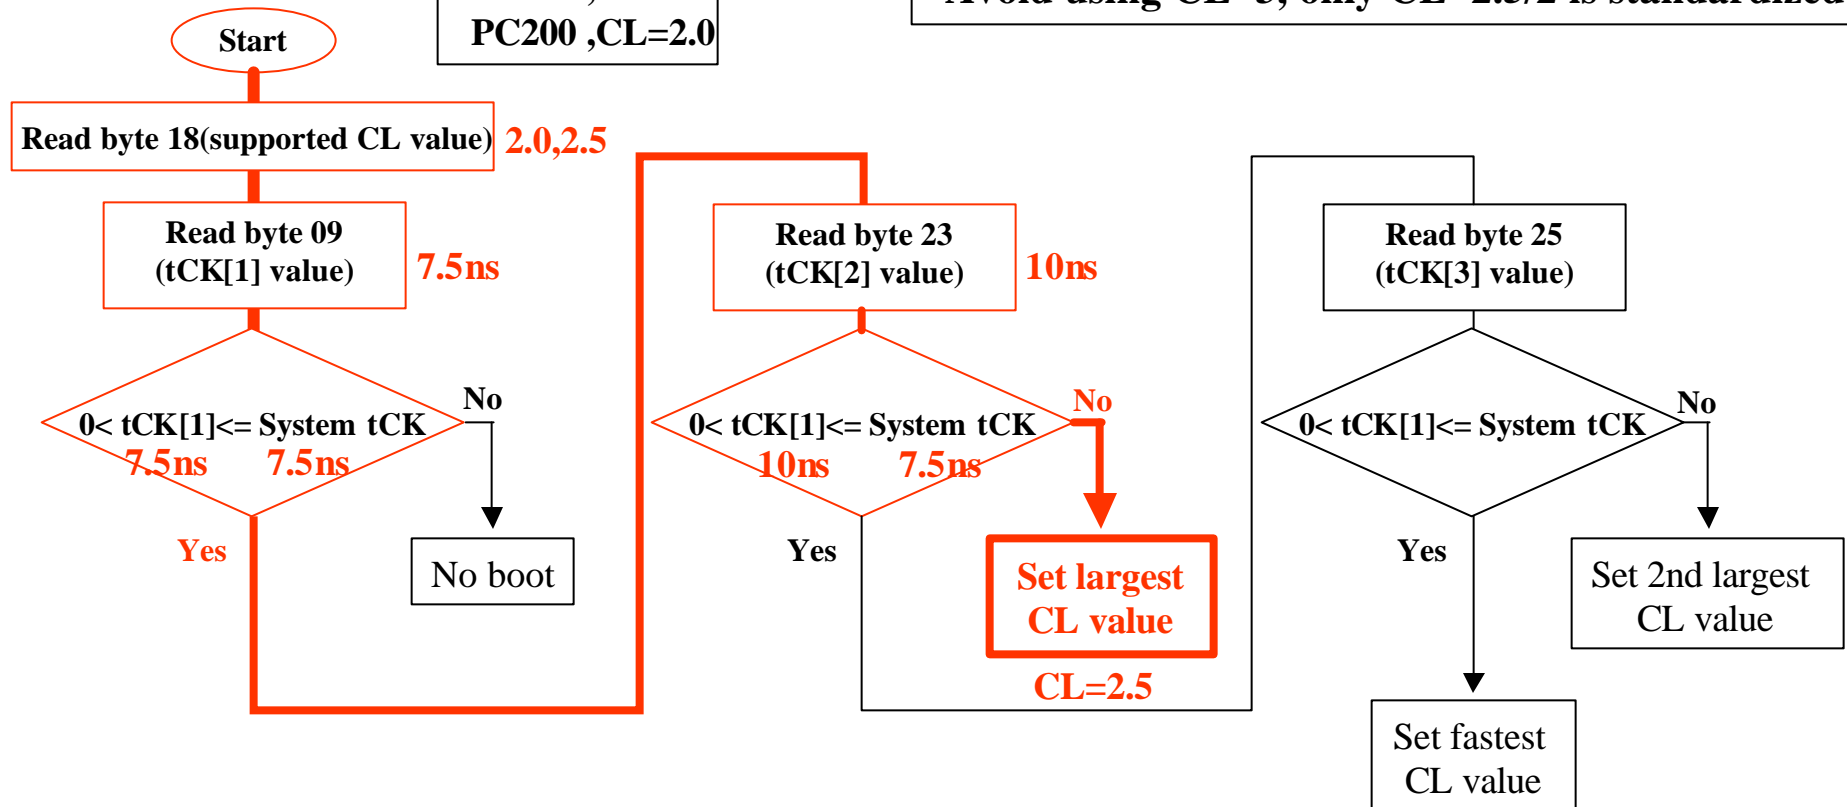 PC200 ,CL=2.0
Start
Read byte 18(supported CL value)
2.0,2.5
Read byte 09
(tCK[1] value)
7.5ns
0< tCK[1]<= System tCK
7.5ns 7.5ns
No
Yes
No boot
Read byte 23
(tCK[2] value)
10ns
0< tCK[1]<= System tCK
10ns 7.5ns
No
Yes
Set largest
CL value
CL=2.5
Read byte 25
(tCK[3] value)
0< tCK[1]<= System tCK
No
Yes
Set 2nd largest
CL value
Set fastest
CL value